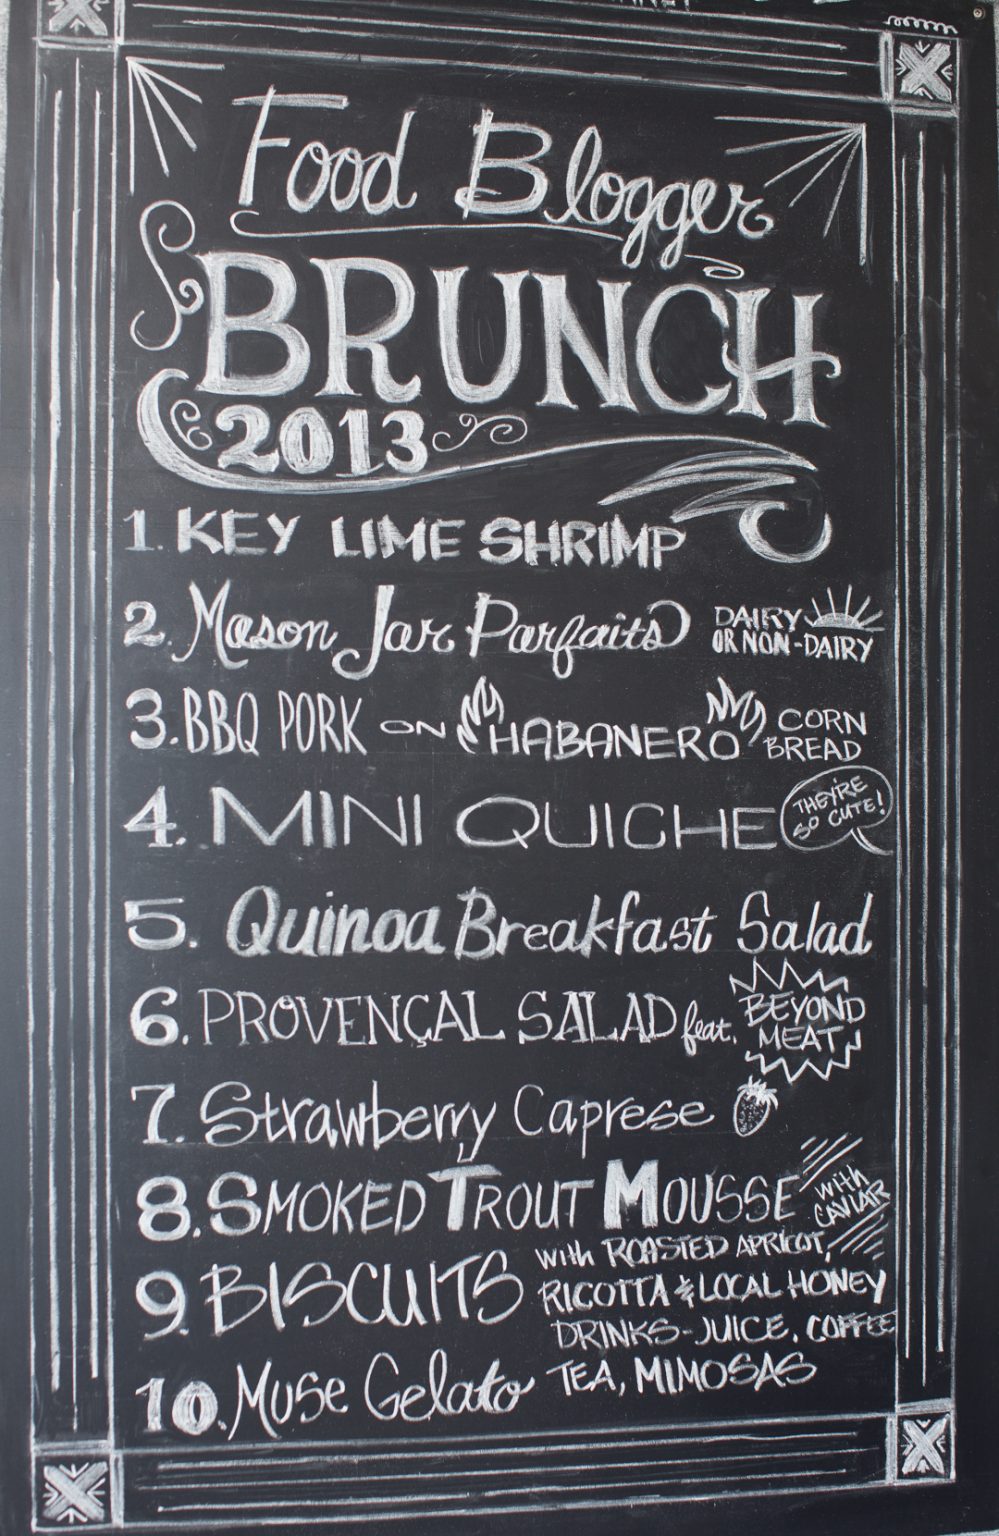 Food Blogger
BRUNCH
2013
1. KEY LIME SHRIMP
2. Mason Jar Parfaits DAIRY
OR NON-DAIRY
3. BBQ PORK ON HABANERO CORN
BREAD
4. MINI QUICHE THEY'RE
SO CUTE!
5. Quinoa Breakfast Salad
6. PROVENÇAL SALAD feat. BEYOND
MEAT
7. Strawberry Caprese
8. SMOKED TROUT MOUSSE with
CAVIAR
9. BISCUITS with ROASTED APRICOT,
RICOTTA & LOCAL HONEY
DRINKS-JUICE, COFFEE
TEA, MIMOSAS
10. Muse Gelato